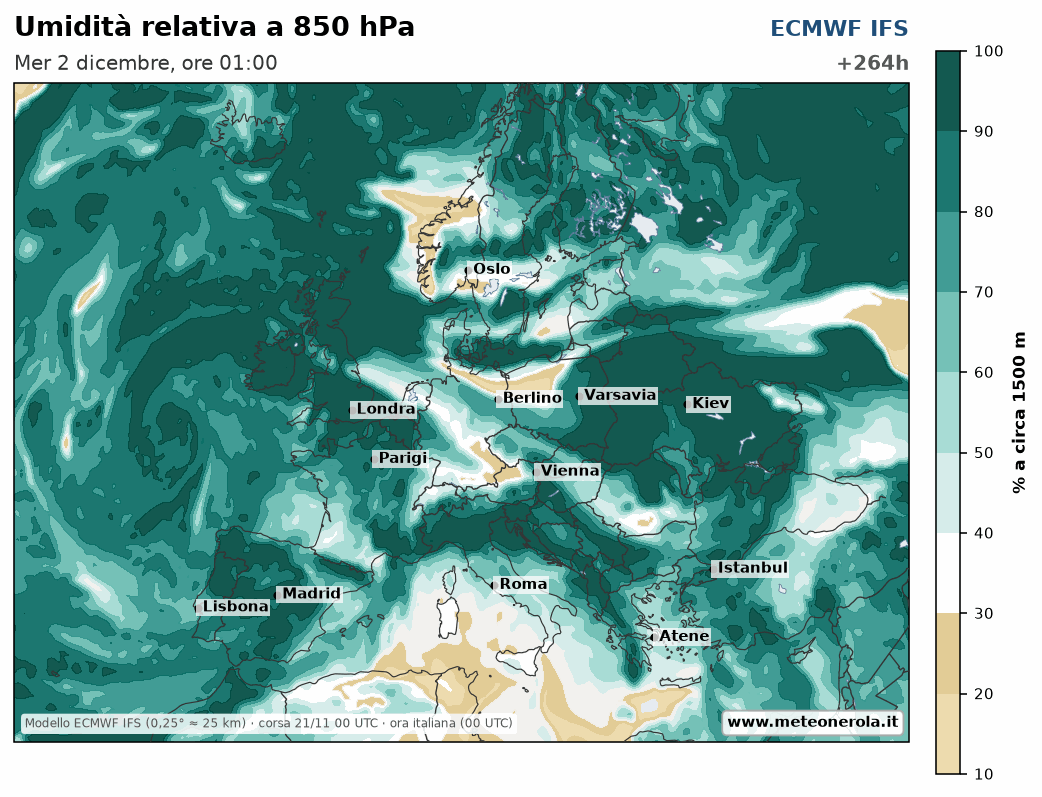 Umidità relativa a 850 hPa
ECMWF IFS
Mer 2 dicembre, ore 01:00
+264h
100
90
80
70
60
50
40
30
20
10
% a circa 1500 m
Oslo
Berlino
Varsavia
Kiev
Londra
Parigi
Vienna
Istanbul
Roma
Madrid
Lisbona
Atene
Modello ECMWF IFS (0,25° ≈ 25 km) · corsa 21/11 00 UTC · ora italiana (00 UTC)
www.meteonerola.it